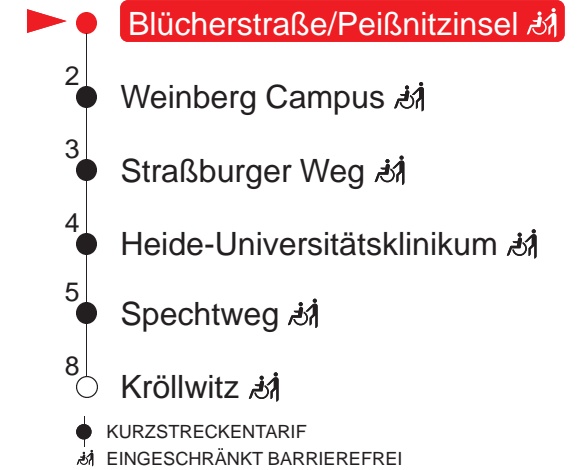 Blücherstraße/Peißnitzinsel
2
Weinberg Campus
3
Straßburger Weg
4
Heide-Universitätsklinikum
5
Spechtweg
8
Kröllwitz
KURZSTRECKENTARIF
EINGESCHRÄNKT BARRIEREFREI